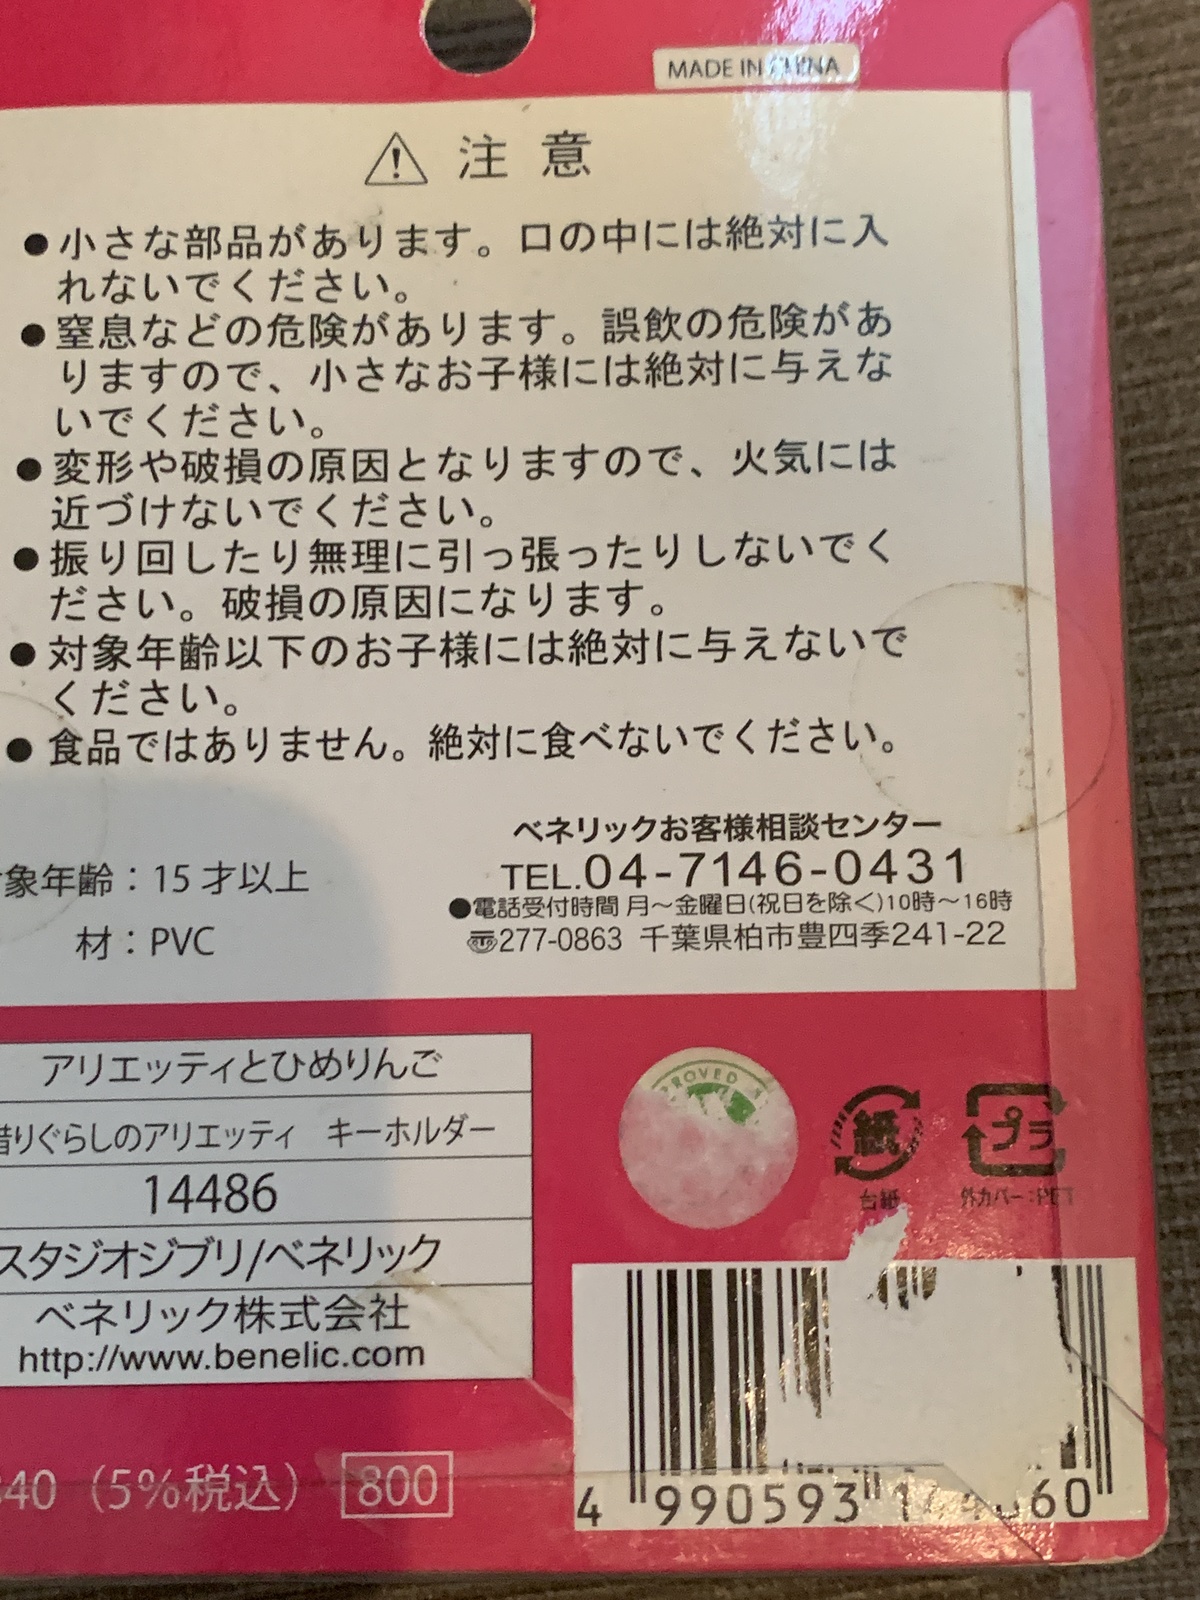 MADE IN CHINA
注意
●小さな部品があります。口の中には絶対に入
れないでください。
●窒息などの危険があります。誤飲の危険があ
りますので、小さなお子様には絶対に与えな
いでください。
●変形や破損の原因となりますので、火気には
近づけないでください。
●振り回したり無理に引っ張ったりしないでく
ださい。破損の原因になります。
●対象年齢以下のお子様には絶対に与えないで
ください。
●食品ではありません。絶対に食べないでください。
ベネリックお客様相談センター
TEL.04-7146-0431
●電話受付時間 月～金曜日(祝日を除く)10時～16時
277-0863 千葉県柏市豊四季241-22
象年齢：15才以上
材：PVC
アリエッティとひめりんご
りぐらしのアリエッティ キーホルダー
14486
スタジオジブリ/ベネリック
ベネリック株式会社
http://www.benelic.com
紙
台紙
プラ
外カバー:PET
40（5%税込） 800
4 990593